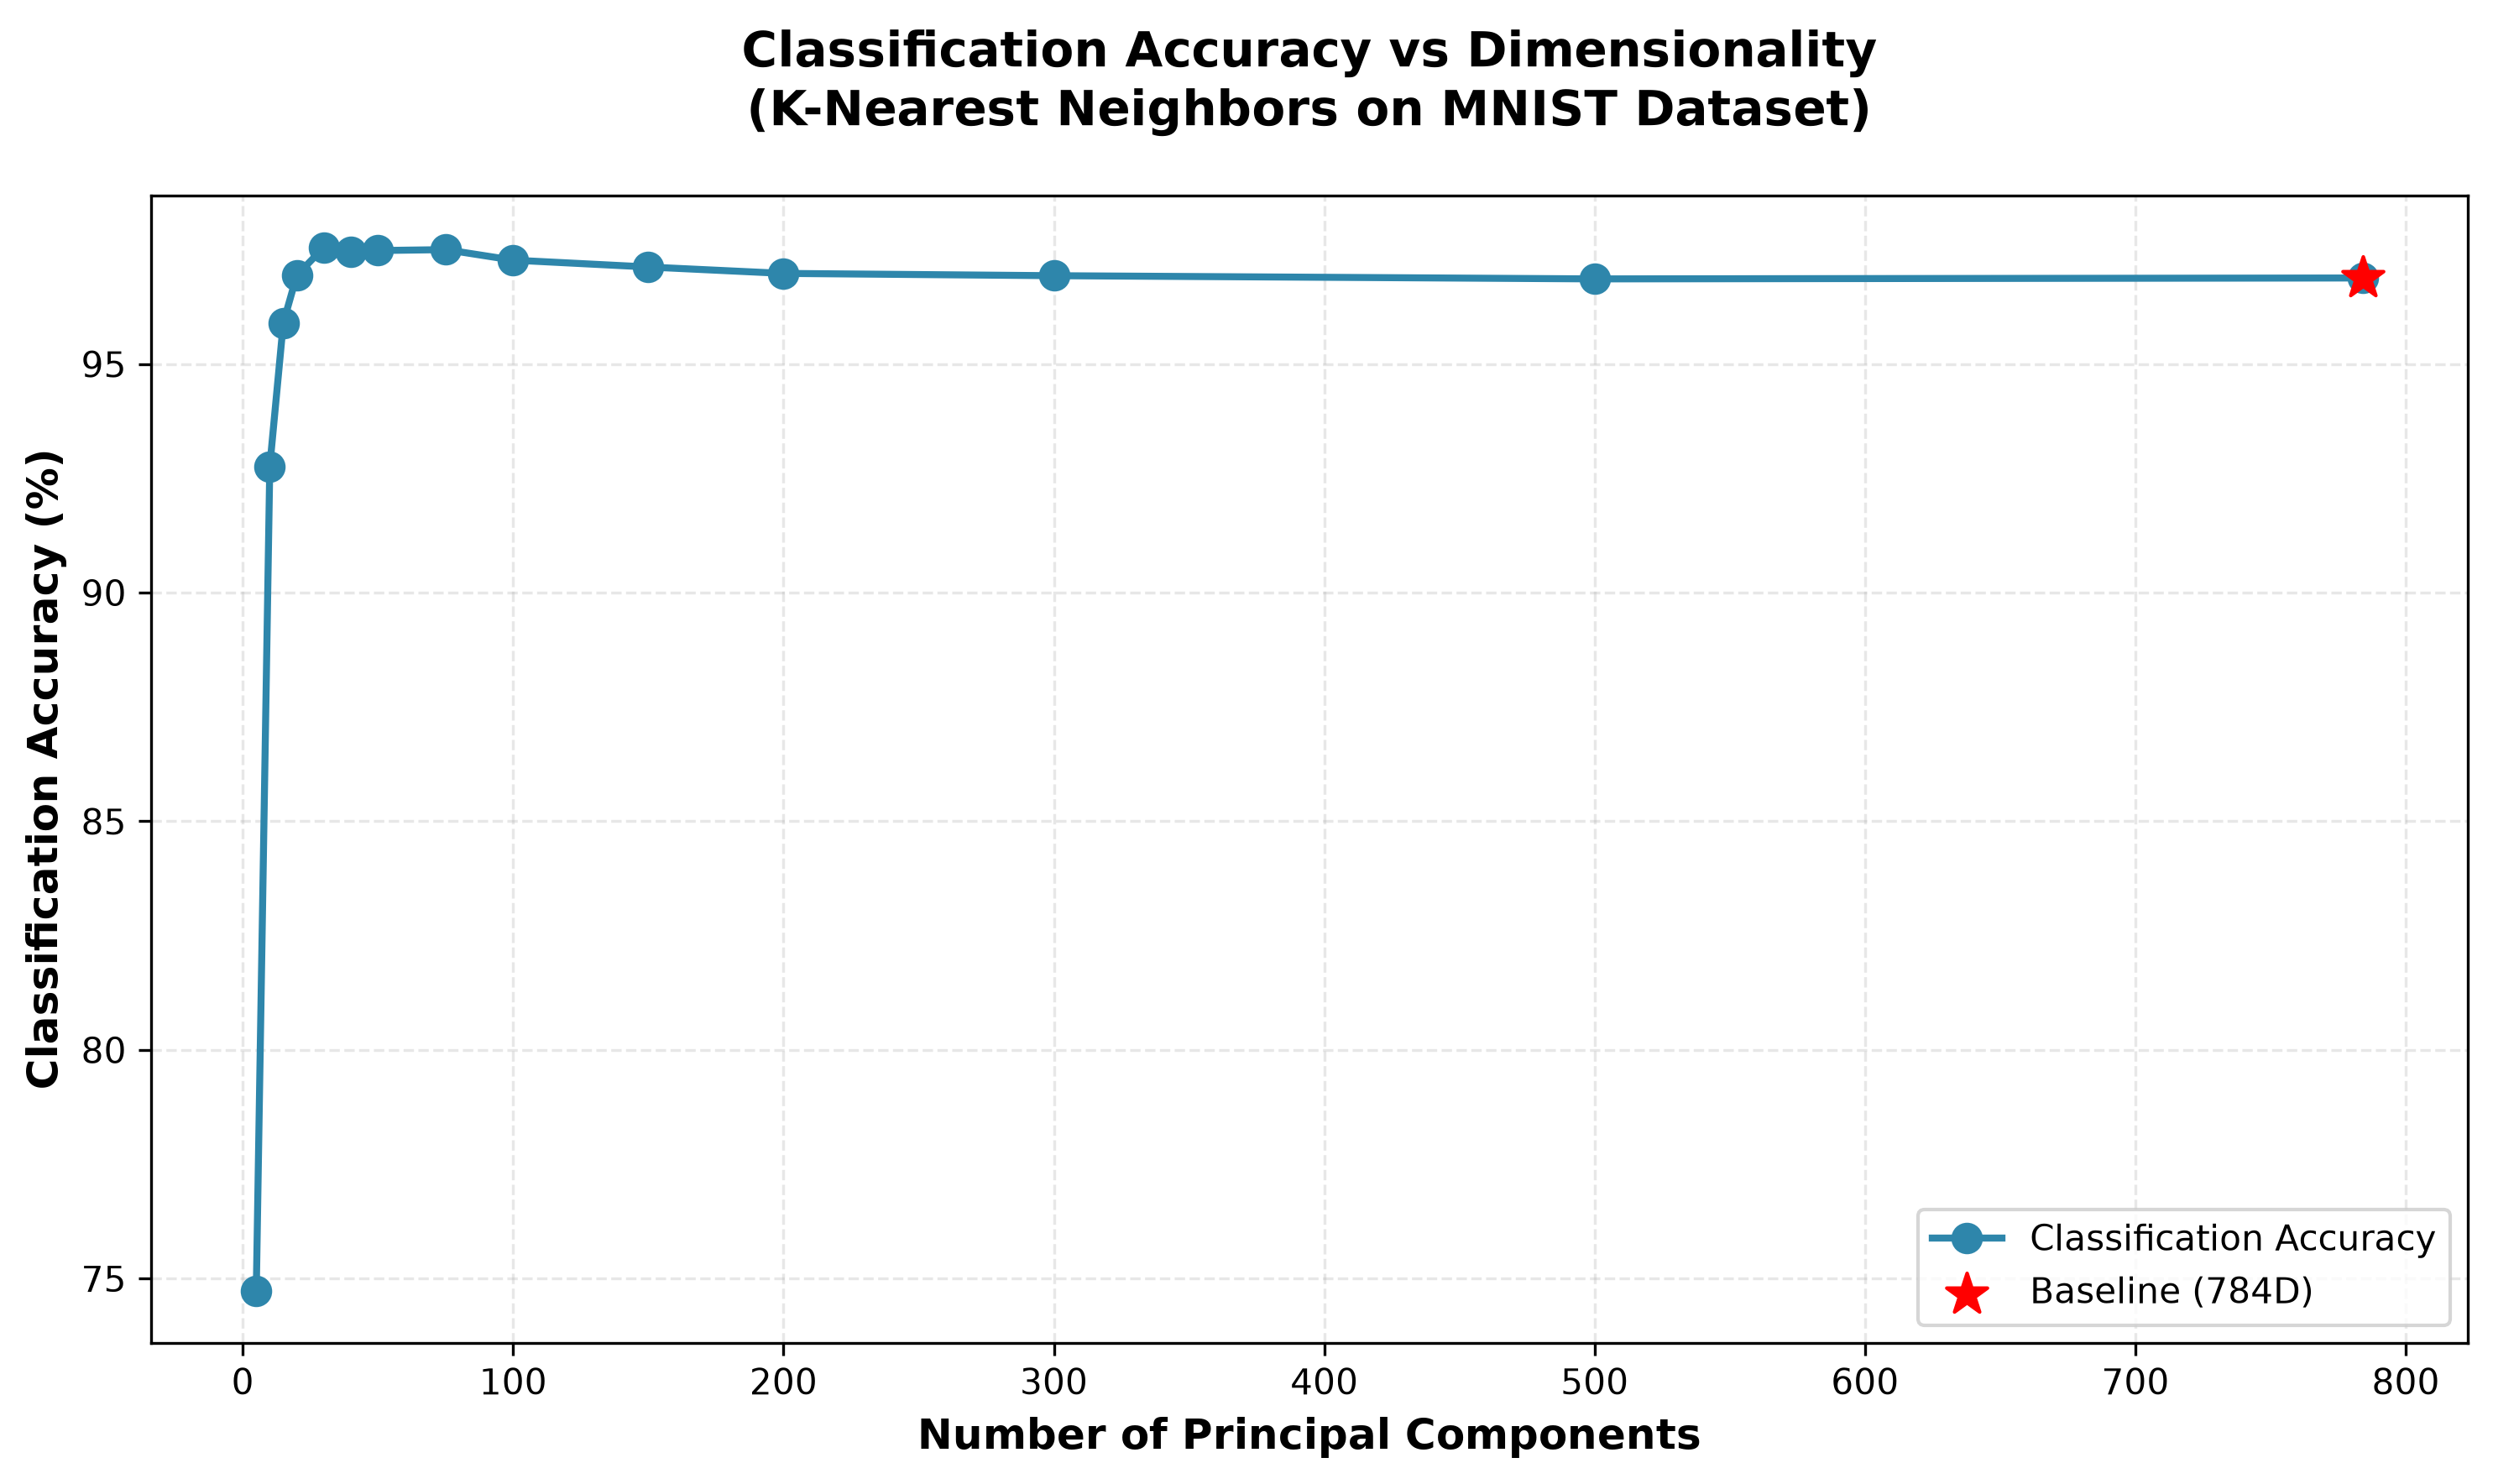 Classification Accuracy vs Dimensionality
(K-Nearest Neighbors on MNIST Dataset)
Classification Accuracy (%)
95
90
85
80
75
0 100 200 300 400 500 600 700 800
Number of Principal Components
Classification Accuracy
Baseline (784D)